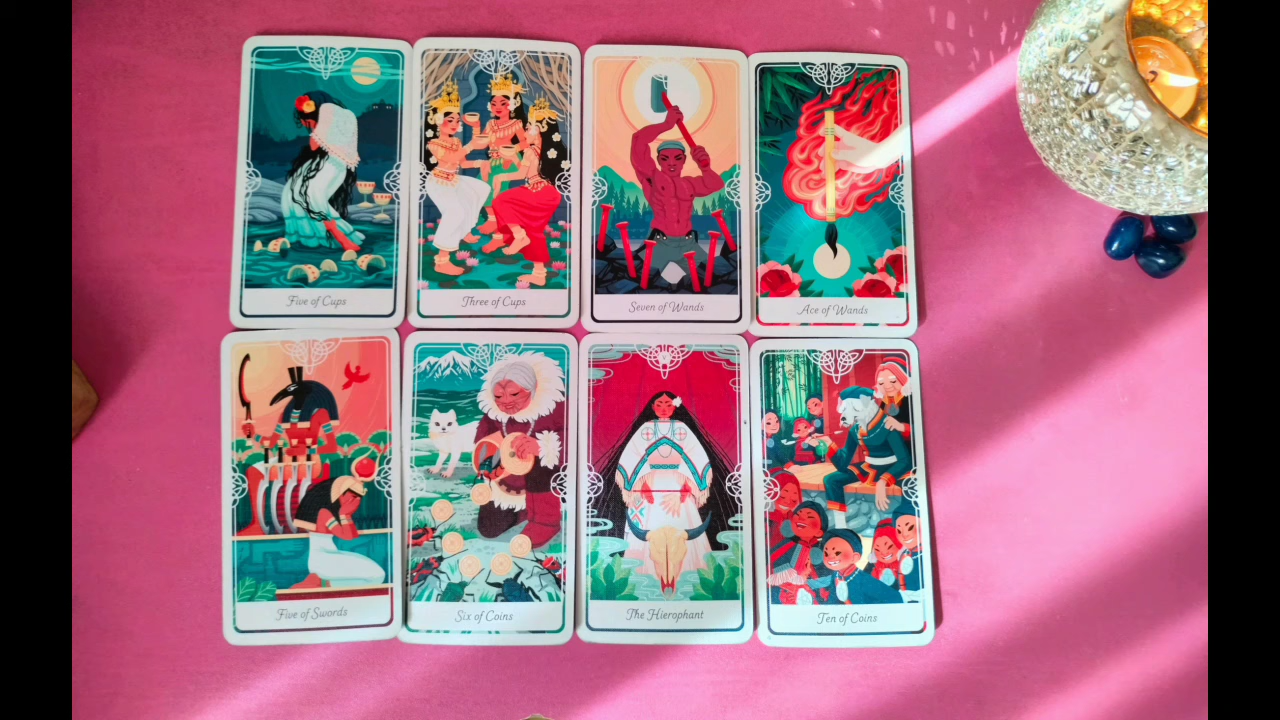 Five of Cups
Three of Cups
Seven of Wands
Ace of Wands
Five of Swords
Six of Coins
V
The Hierophant
Ten of Coins